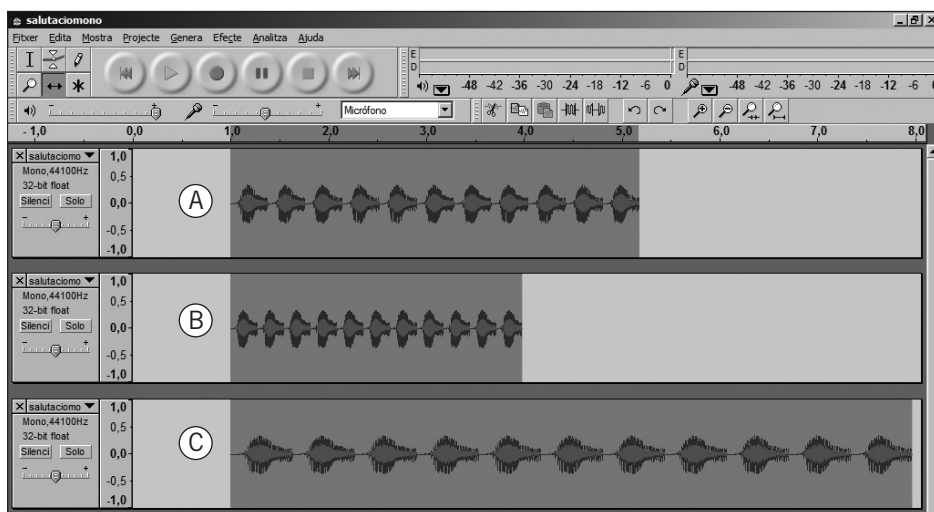 salutaciomono
Fitxer Edita Mostra Projecte Genera Efecte Analitza Ajuda
E
D
-48 -42 -36 -30 -24 -18 -12 -6 0
E
D
-48 -42 -36 -30 -24 -18 -12 -6 0
Micrófono
- 1,0 0,0 1,0 2,0 3,0 4,0 5,0 6,0 7,0 8,0
salutaciomo
Mono,44100Hz
32-bit float
Silenci Solo
- +
1,0
0,5
0,0
-0,5
-1,0
A
salutaciomo
Mono,44100Hz
32-bit float
Silenci Solo
- +
1,0
0,5
0,0
-0,5
-1,0
B
salutaciomo
Mono,44100Hz
32-bit float
Silenci Solo
- +
1,0
0,5
0,0
-0,5
-1,0
C